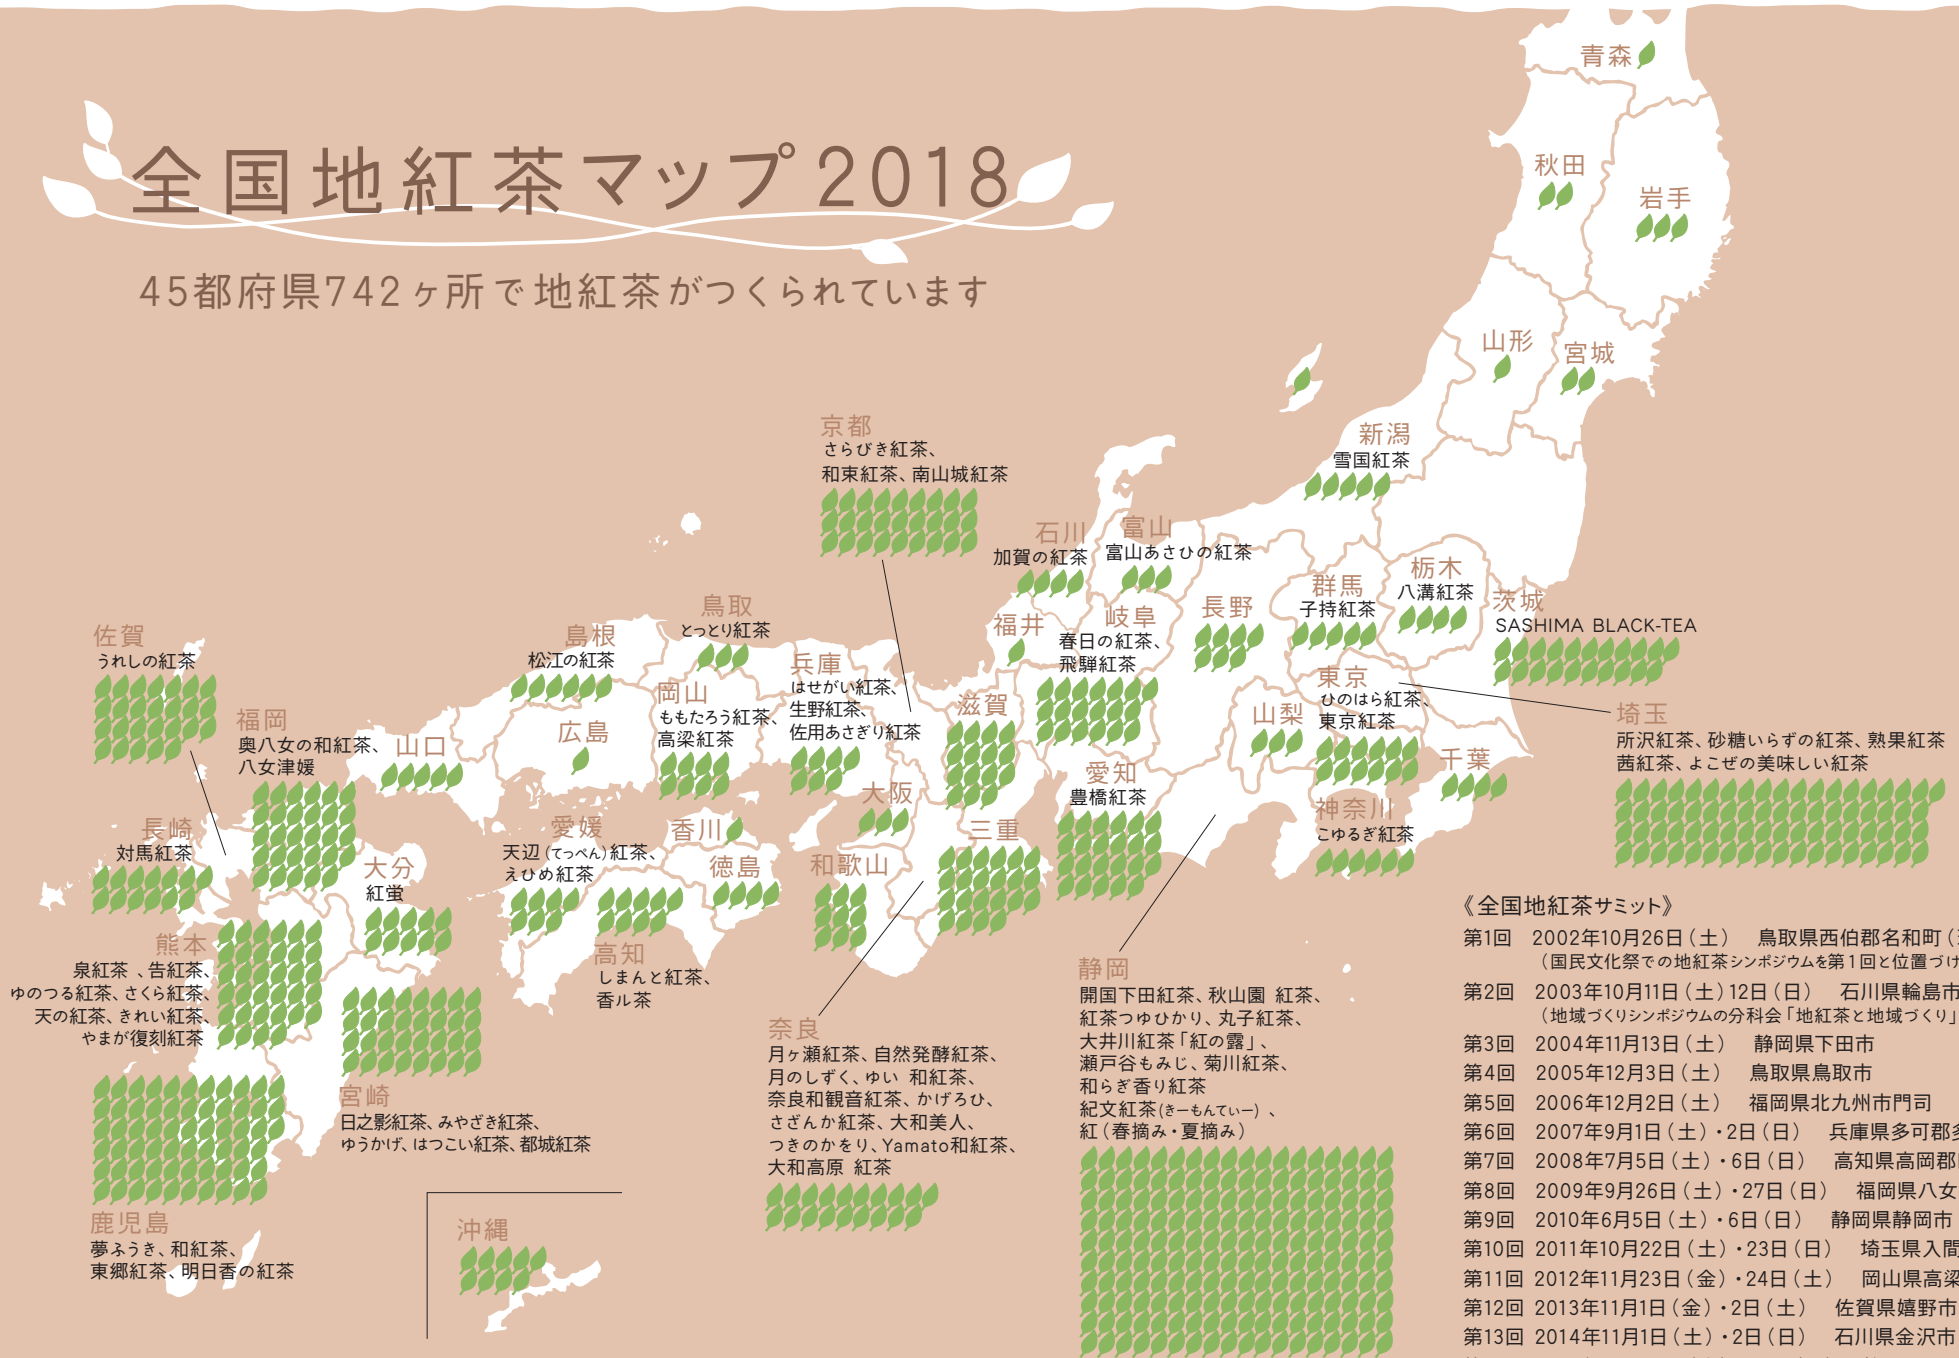 全国地紅茶マップ2018
45都府県742ヶ所で地紅茶がつくられています
青森
秋田
岩手
山形
宮城
新潟
雪国紅茶
京都
さらびき紅茶、
和束紅茶、南山城紅茶
石川
加賀の紅茶
富山
富山あさひの紅茶
福井
岐阜
春日の紅茶、
飛騨紅茶
長野
群馬
子持紅茶
栃木
八溝紅茶
茨城
SASHIMA BLACK-TEA
東京
ひのはら紅茶、
東京紅茶
山梨
埼玉
所沢紅茶、砂糖いらずの紅茶、熟果紅茶
茜紅茶、よこぜの美味しい紅茶
千葉
神奈川
こゆるぎ紅茶
愛知
豊橋紅茶
滋賀
三重
大阪
和歌山
兵庫
はせがい紅茶、
生野紅茶、
佐用あさぎり紅茶
鳥取
とっとり紅茶
島根
松江の紅茶
岡山
ももたろう紅茶、
高梁紅茶
広島
山口
香川
徳島
愛媛
天辺(てっぺん)紅茶、
えひめ紅茶
高知
しまんと紅茶、
香ル茶
佐賀
うれしの紅茶
福岡
奥八女の和紅茶、
八女津媛
長崎
対馬紅茶
大分
紅蛍
熊本
泉紅茶 、告紅茶、
ゆのつる紅茶、さくら紅茶、
天の紅茶、きれい紅茶、
やまが復刻紅茶
宮崎
日之影紅茶、みやざき紅茶、
ゆうかげ、はつこい紅茶、都城紅茶
鹿児島
夢ふうき、和紅茶、
東郷紅茶、明日香の紅茶
沖縄
奈良
月ヶ瀬紅茶、自然発酵紅茶、
月のしずく、ゆい 和紅茶、
奈良和観音紅茶、かげろひ、
さざんか紅茶、大和美人、
つきのかをり、Yamato和紅茶、
大和高原 紅茶
静岡
開国下田紅茶、秋山園 紅茶、
紅茶つゆひかり、丸子紅茶、
大井川紅茶「紅の露」、
瀬戸谷もみじ、菊川紅茶、
和らぎ香り紅茶
紀文紅茶(きーもんてぃー) 、
紅(春摘み・夏摘み)
《全国地紅茶サミット》
第1回 2002年10月26日(土) 鳥取県西伯郡名和町(
(国民文化祭での地紅茶シンポジウムを第1回と位置づけ
第2回 2003年10月11日(土)12日(日) 石川県輪島市
(地域づくりシンポジウムの分科会「地紅茶と地域づくり」
第3回 2004年11月13日(土) 静岡県下田市
第4回 2005年12月3日(土) 鳥取県鳥取市
第5回 2006年12月2日(土) 福岡県北九州市門司
第6回 2007年9月1日(土)・2日(日) 兵庫県多可郡
第7回 2008年7月5日(土)・6日(日) 高知県高岡郡
第8回 2009年9月26日(土)・27日(日) 福岡県八女
第9回 2010年6月5日(土)・6日(日) 静岡県静岡市
第10回 2011年10月22日(土)・23日(日) 埼玉県入間
第11回 2012年11月23日(金)・24日(土) 岡山県高梁
第12回 2013年11月1日(金)・2日(土) 佐賀県嬉野市
第13回 2014年11月1日(土)・2日(日) 石川県金沢市